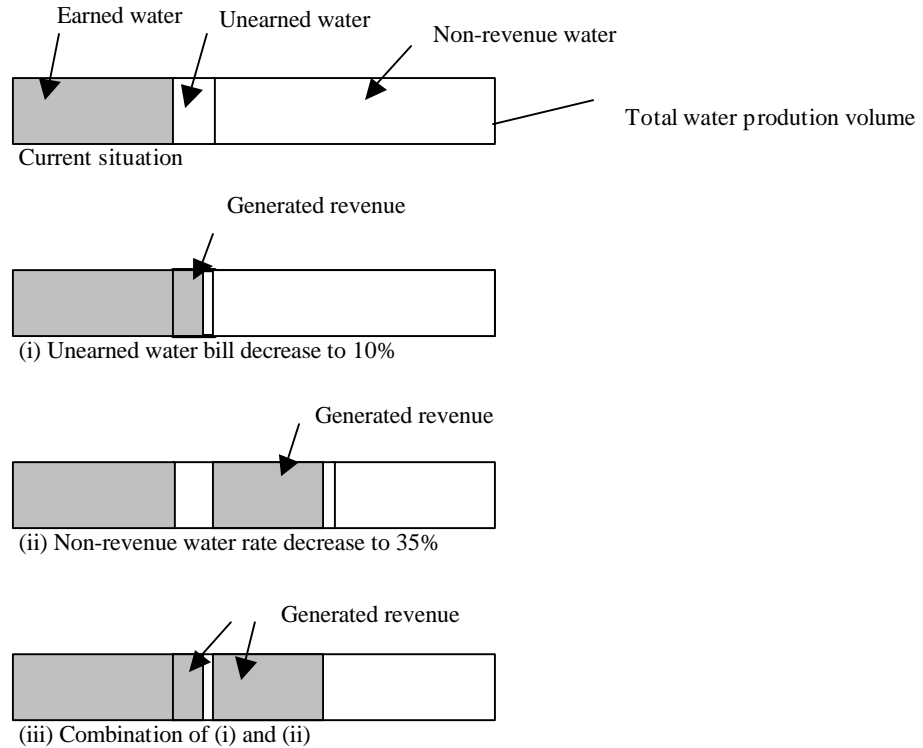 Earned water
Unearned water
Non-revenue water
Total water prodution volume
Current situation
Generated revenue
(i) Unearned water bill decrease to 10%
Generated revenue
(ii) Non-revenue water rate decrease to 35%
Generated revenue
(iii) Combination of (i) and (ii)